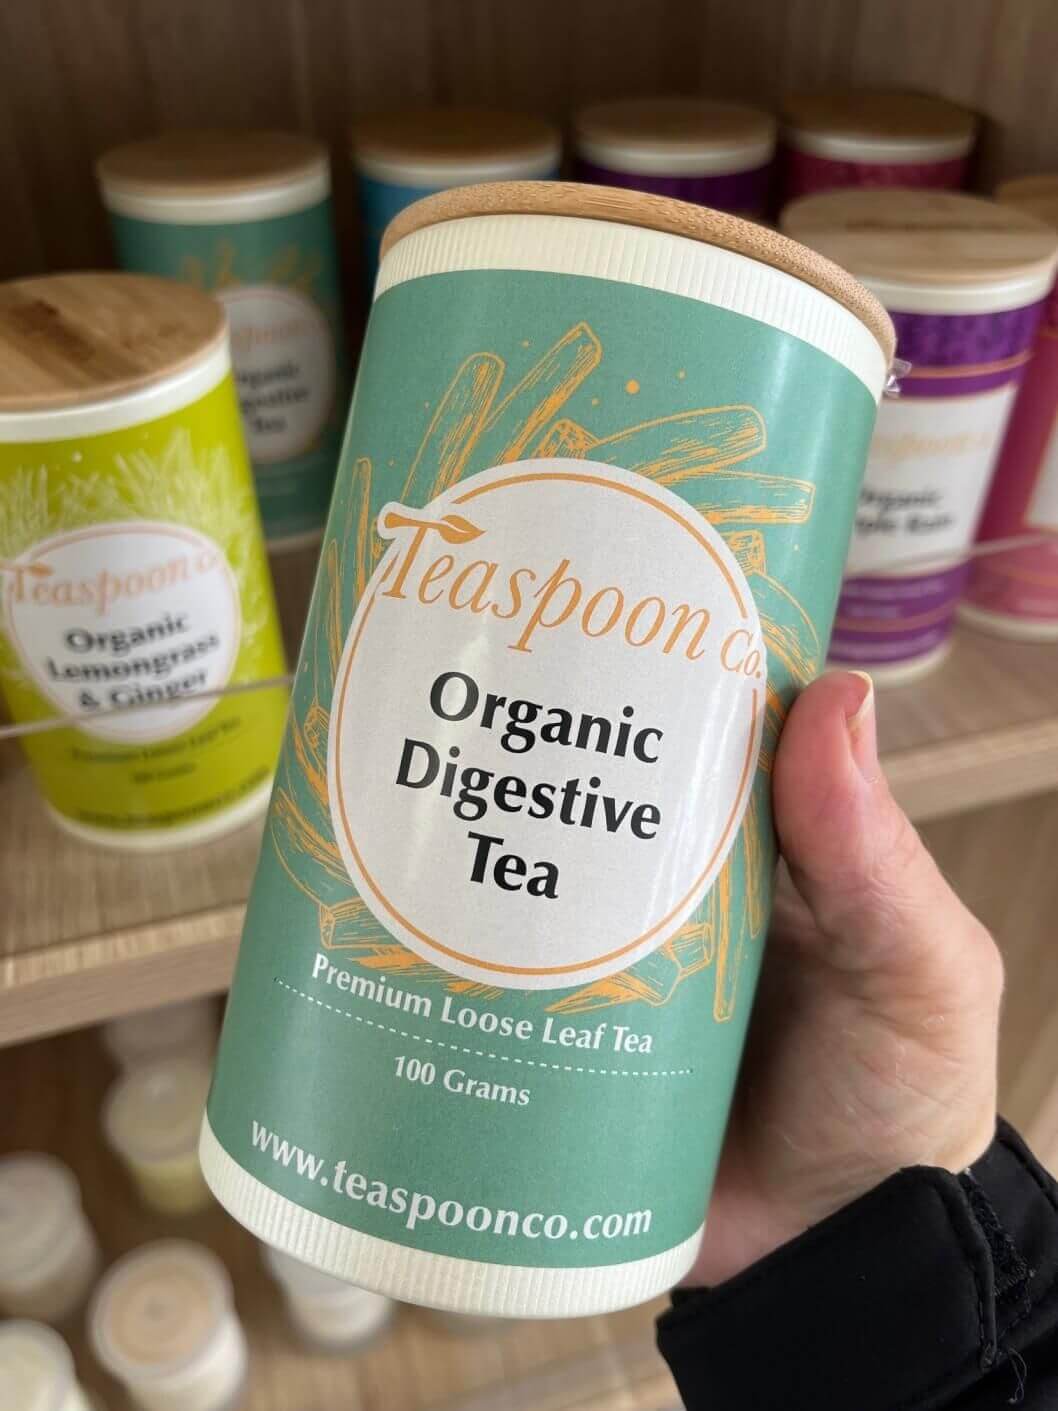 Teaspoon Co.
Organic
Digestive
Tea
Premium Loose Leaf Tea
100 Grams
www.teaspoonco.com
Teaspoon Co.
Organic
Lemongrass
& Ginger
Organic